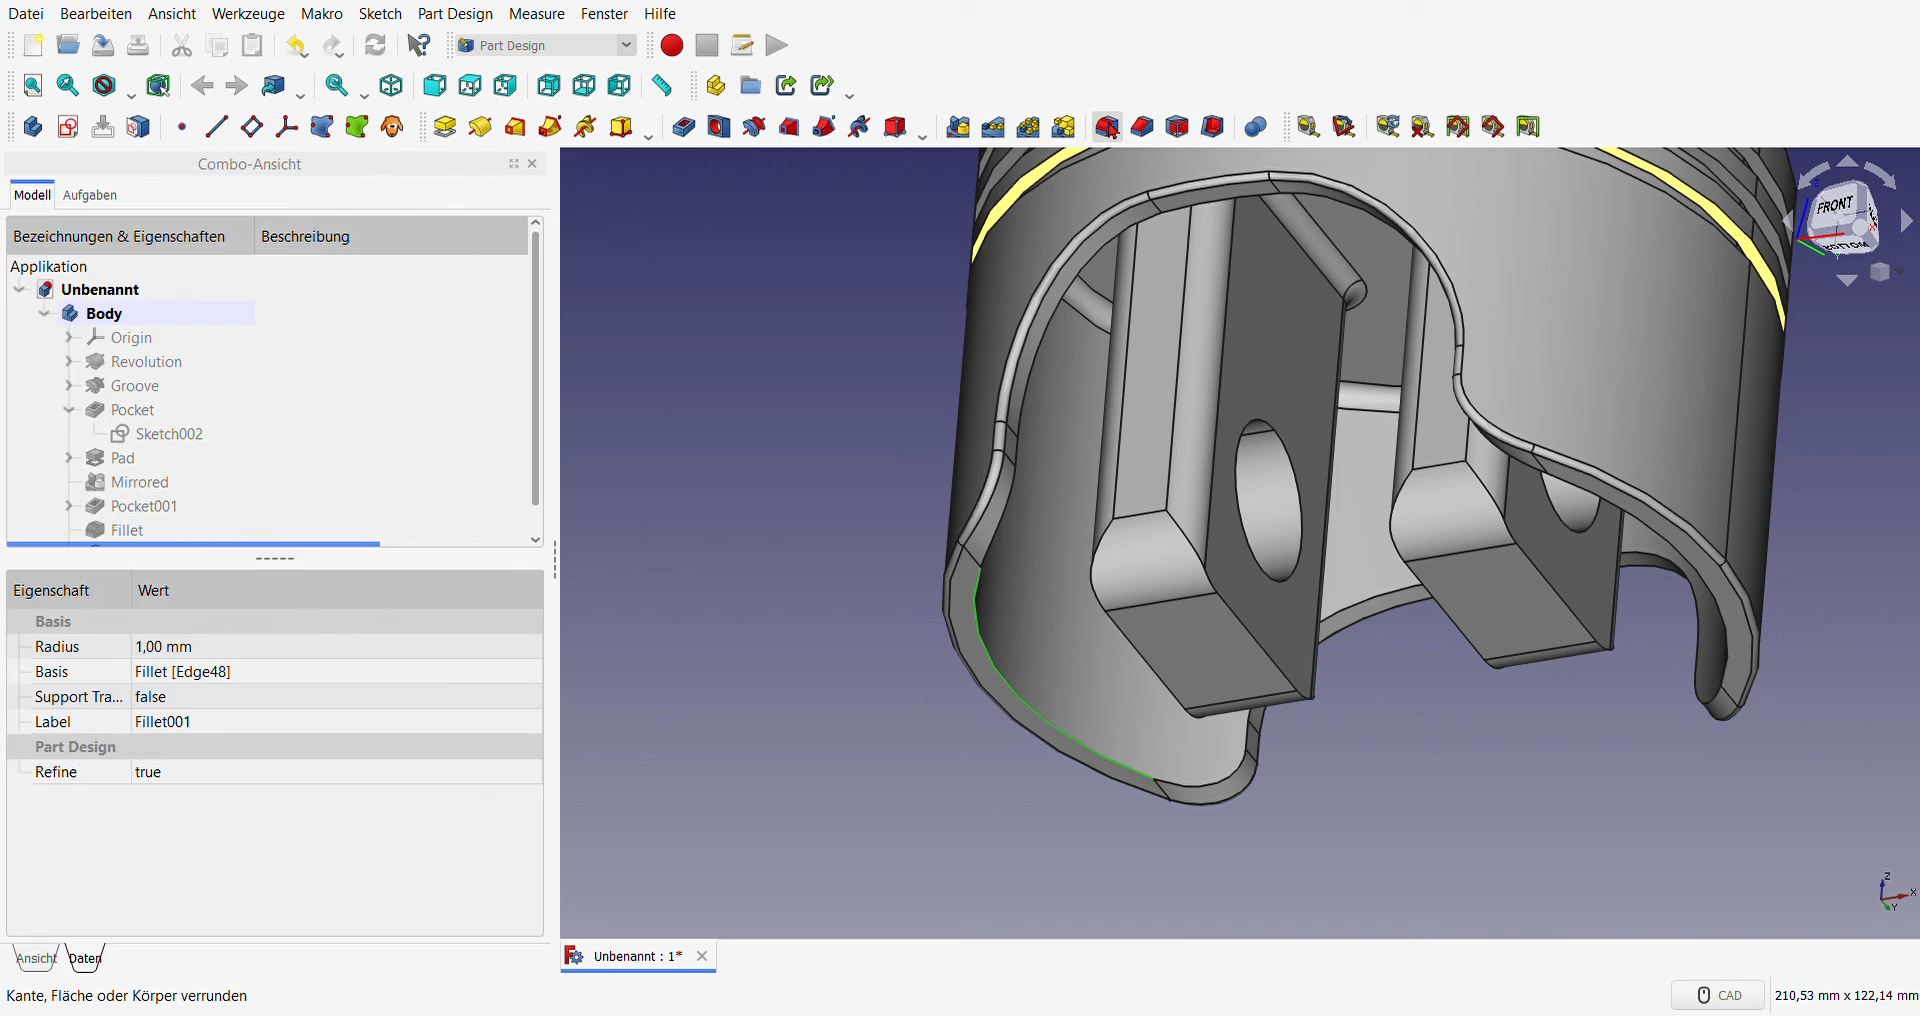 Datei Bearbeiten Ansicht Werkzeuge Makro Sketch Part Design Measure Fenster Hilfe
Part Design
Combo-Ansicht
Modell Aufgaben
Bezeichnungen & Eigenschaften Beschreibung
Applikation
Unbenannt
Body
Origin
Revolution
Groove
Pocket
Sketch002
Pad
Mirrored
Pocket001
Fillet
Eigenschaft Wert
Basis
Radius 1,00 mm
Basis Fillet [Edge48]
Support Tra... false
Label Fillet001
Part Design
Refine true
Ansicht Daten
Kante, Fläche oder Körper verrunden
FRONT
BOTTOM
Z
X
Y
Z
X
Y
Unbenannt : 1*
CAD
210,53 mm x 122,14 mm